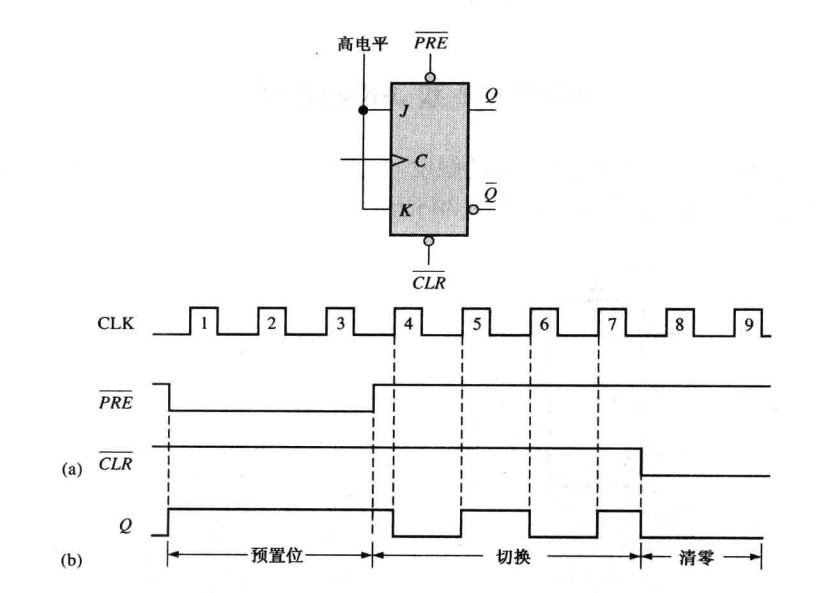 高电平 $\overline{PRE}$
J Q
C
K $\overline{Q}$
$\overline{CLR}$
CLK 1 2 3 4 5 6 7 8 9
$\overline{PRE}$
(a) $\overline{CLR}$
Q
(b) 预置位 切换 清零